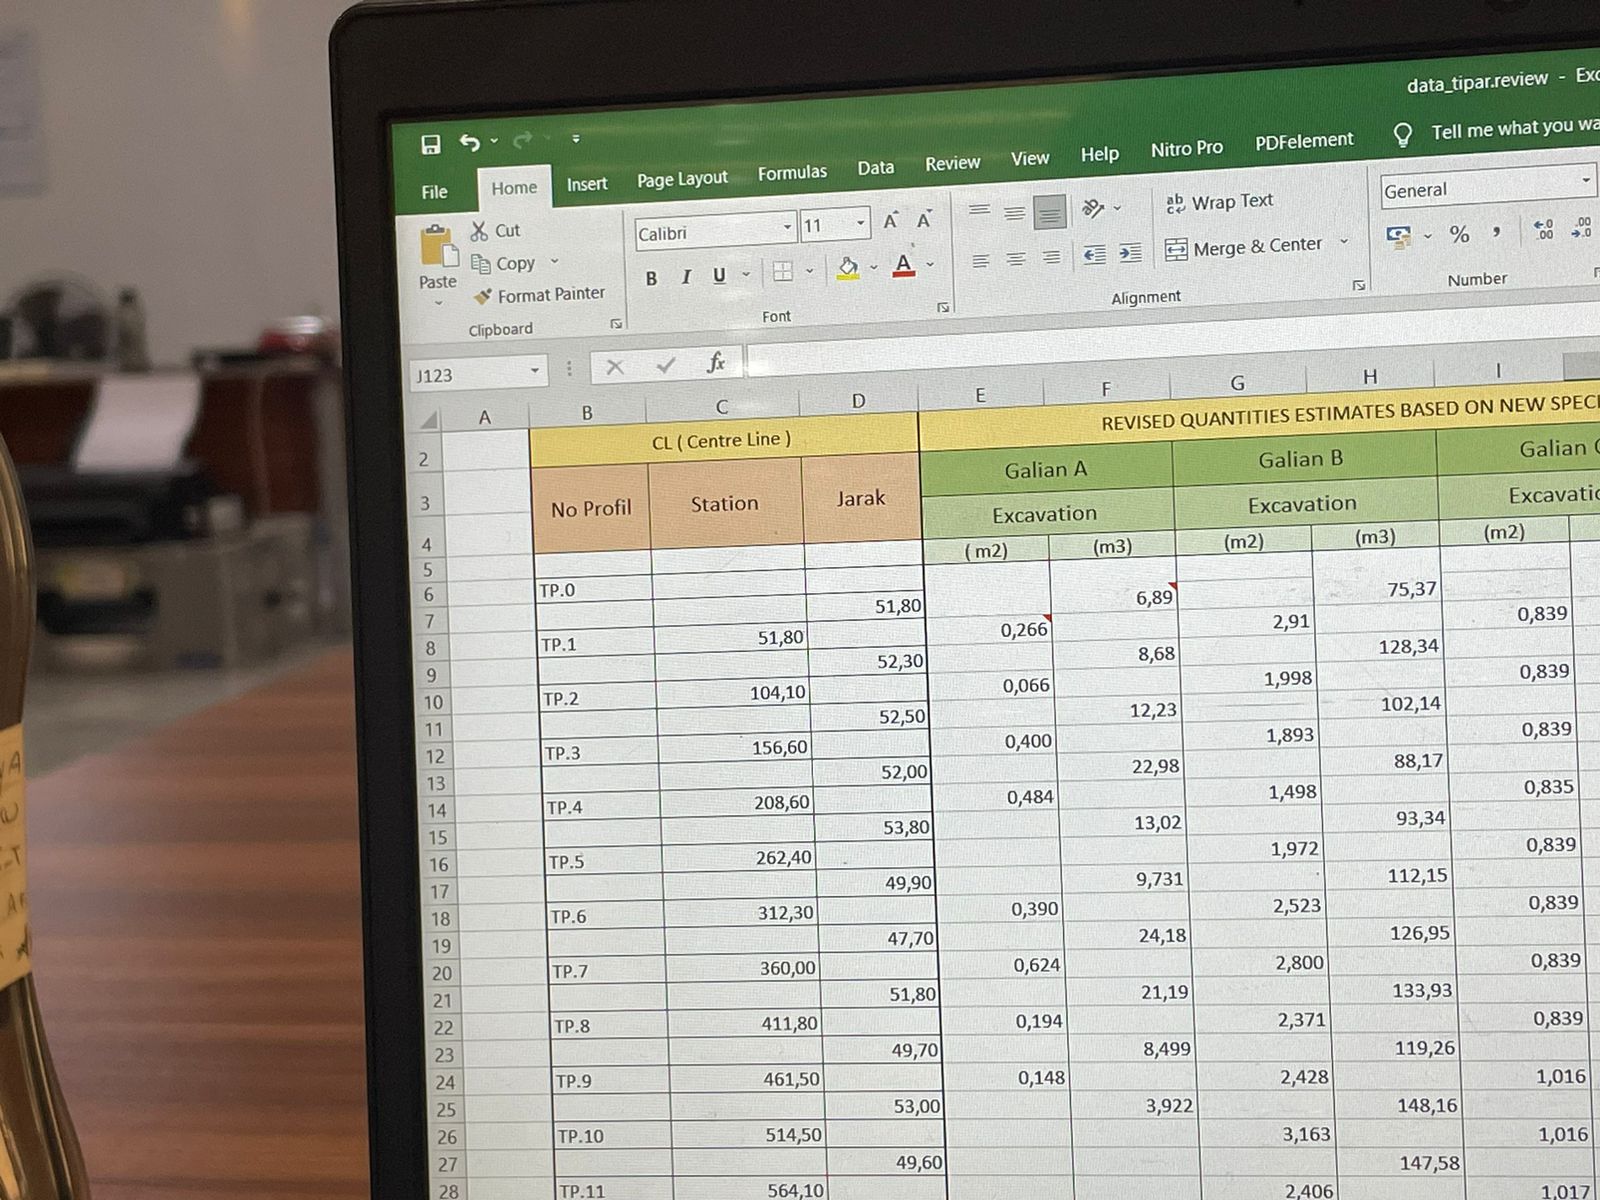 data_tipar.review - Exc
File Home Insert Page Layout Formulas Data Review View Help Nitro Pro PDFelement Tell me what you wa
Paste
Cut
Copy
Format Painter
Clipboard
Calibri 11
B I U
Font
ab Wrap Text
Merge & Center
Alignment
General
% , .00
Number
J123 fx
A B C D E F G H I
2 CL ( Centre Line ) REVISED QUANTITIES ESTIMATES BASED ON NEW SPECI
3 No Profil Station Jarak Galian A Galian B Galian C
Excavation Excavation Excavatio
4 ( m2) (m3) (m2) (m3) (m2)
5
6 TP.0 6,89 75,37
7 51,80
8 TP.1 51,80 0,266 2,91 0,839
9 52,30 8,68 128,34
10 TP.2 104,10 0,066 1,998 0,839
11 52,50 12,23 102,14
12 TP.3 156,60 0,400 1,893 0,839
13 52,00 22,98 88,17
14 TP.4 208,60 0,484 1,498 0,835
15 53,80 13,02 93,34
16 TP.5 262,40 1,972 0,839
17 49,90 9,731 112,15
18 TP.6 312,30 0,390 2,523 0,839
19 47,70 24,18 126,95
20 TP.7 360,00 0,624 2,800 0,839
21 51,80 21,19 133,93
22 TP.8 411,80 0,194 2,371 0,839
23 49,70 8,499 119,26
24 TP.9 461,50 0,148 2,428 1,016
25 53,00 3,922 148,16
26 TP.10 514,50 3,163 1,016
27 49,60 147,58
28 TP.11 564,10 2,406 1,017